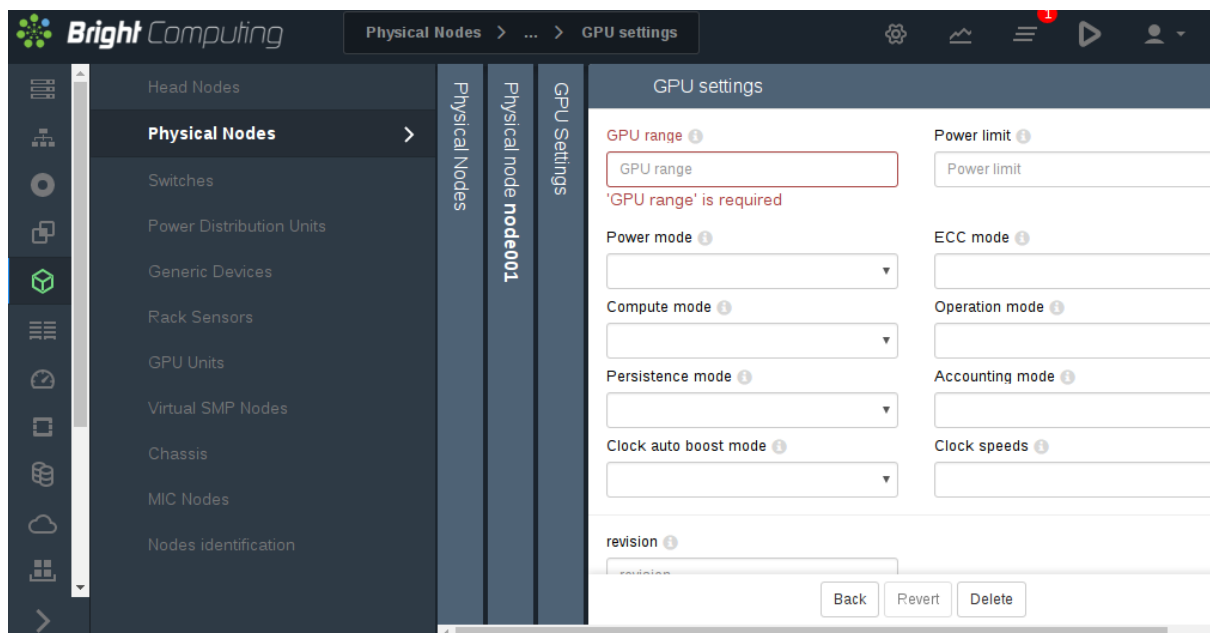 Bright Computing
Physical Nodes > ... > GPU settings
1
Head Nodes
Physical Nodes
Switches
Power Distribution Units
Generic Devices
Rack Sensors
GPU Units
Virtual SMP Nodes
Chassis
MIC Nodes
Nodes identification
Physical Nodes
Physical node node001
GPU Settings
GPU settings
GPU range
Power limit
GPU range
Power limit
'GPU range' is required
Power mode
ECC mode
Compute mode
Operation mode
Persistence mode
Accounting mode
Clock auto boost mode
Clock speeds
revision
revision
Back
Revert
Delete